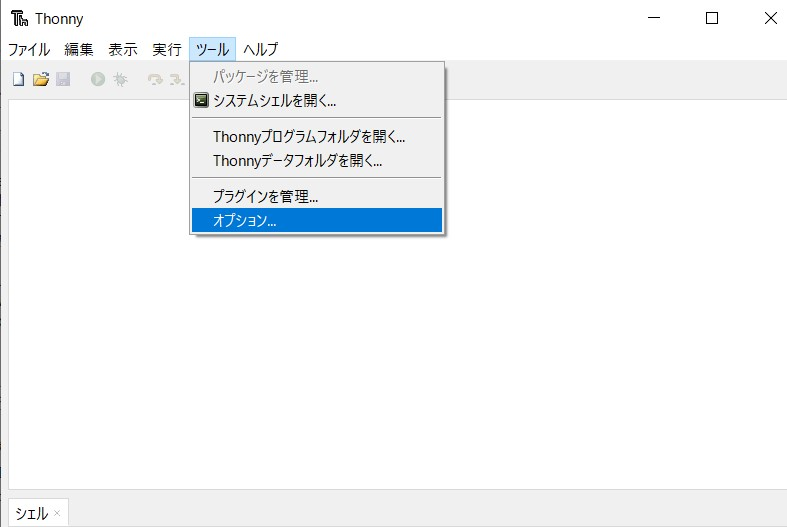 Thonny
ファイル 編集 表示 実行 ツール ヘルプ
パッケージを管理...
システムシェルを開く...
Thonnyプログラムフォルダを開く...
Thonnyデータフォルダを開く...
プラグインを管理...
オプション...
シェル ×